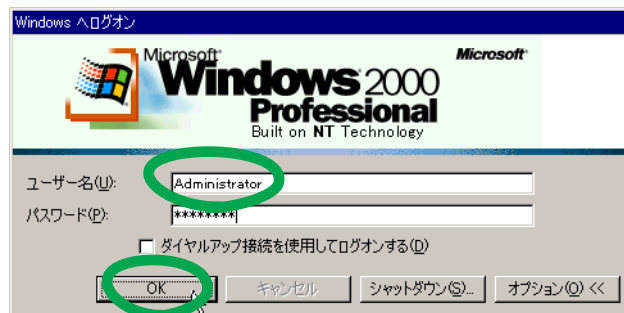 Windows へログオン
Microsoft
Windows 2000
Professional
Built on NT Technology
Microsoft
ユーザー名(U):
Administrator
パスワード(P):
********
ダイヤルアップ接続を使用してログオンする(D)
OK
キャンセル
シャットダウン(S)...
オプション(O) <<